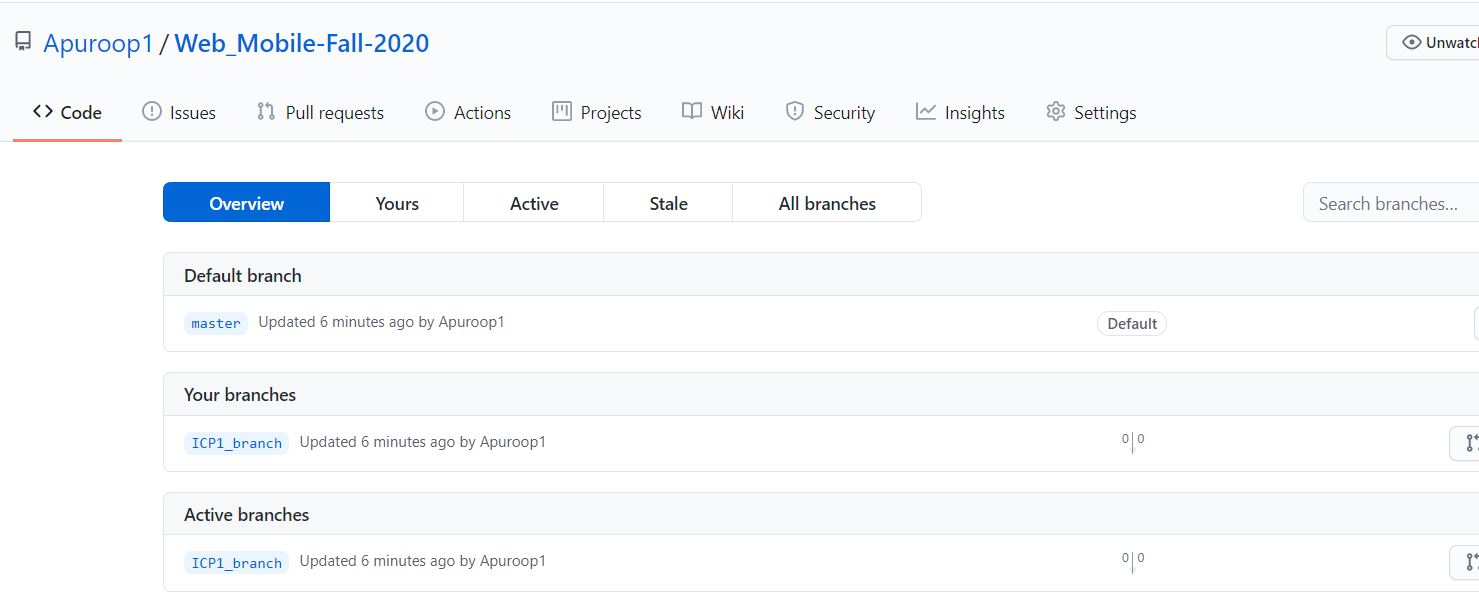 Apuroop1 / Web_Mobile-Fall-2020
Unwatc
Code Issues Pull requests Actions Projects Wiki Security Insights Settings
Overview Yours Active Stale All branches
Search branches...
Default branch
master Updated 6 minutes ago by Apuroop1 Default
Your branches
ICP1_branch Updated 6 minutes ago by Apuroop1 0 0
Active branches
ICP1_branch Updated 6 minutes ago by Apuroop1 0 0